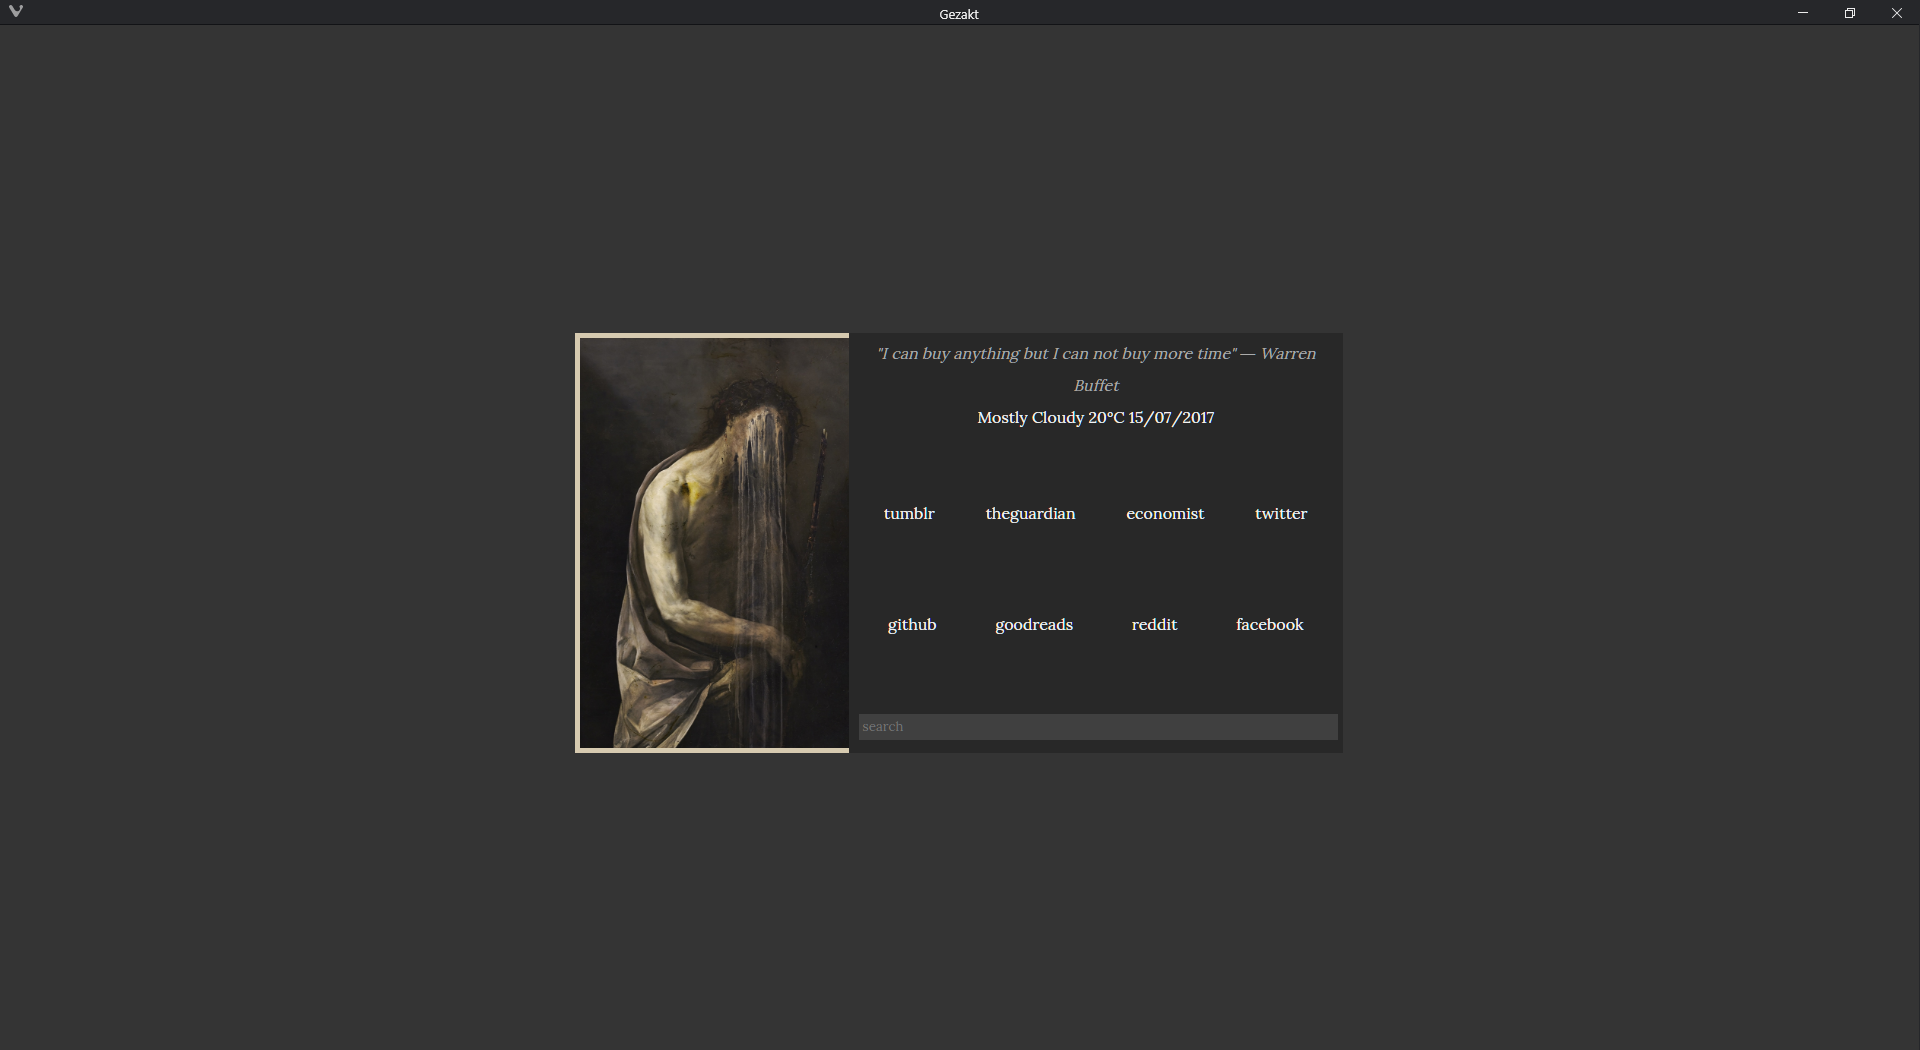 Gezakt
"I can buy anything but I can not buy more time" — Warren
Buffet
Mostly Cloudy 20°C 15/07/2017
tumblr theguardian economist twitter
github goodreads reddit facebook
search